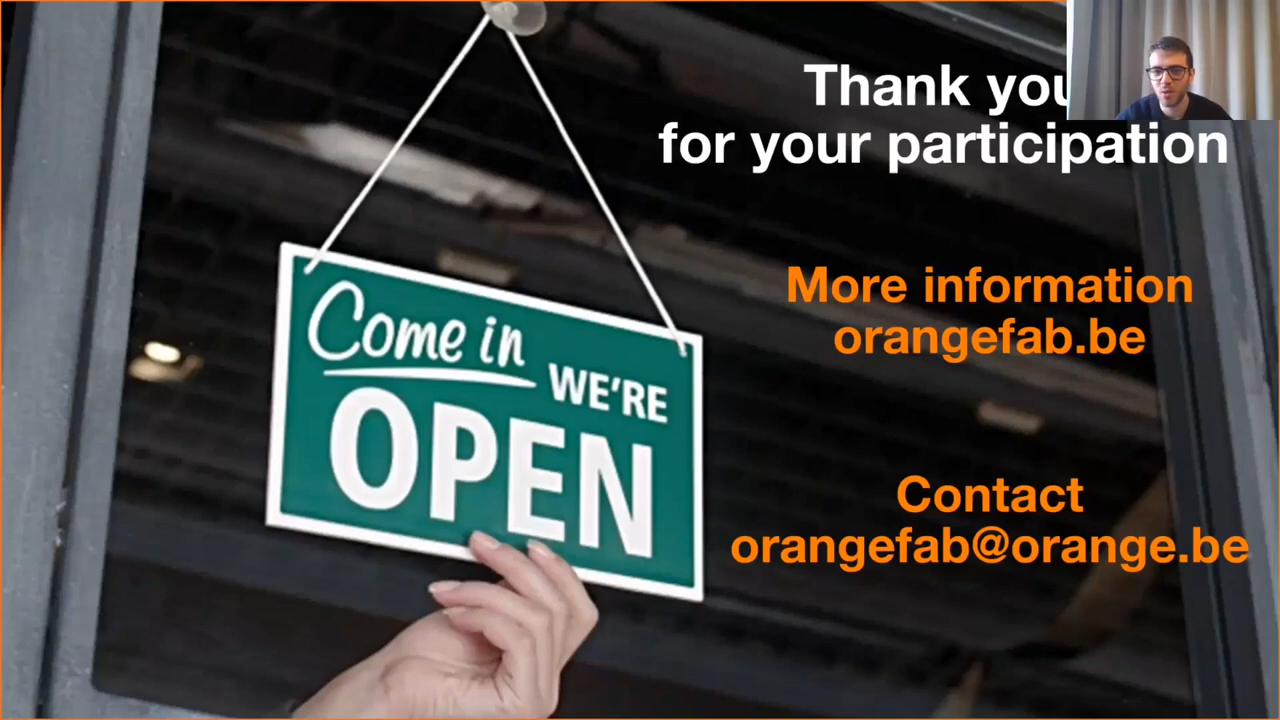 Thank you
for your participation
More information
orangefab.be
Contact
orangefab@orange.be
Come in
WE'RE
OPEN